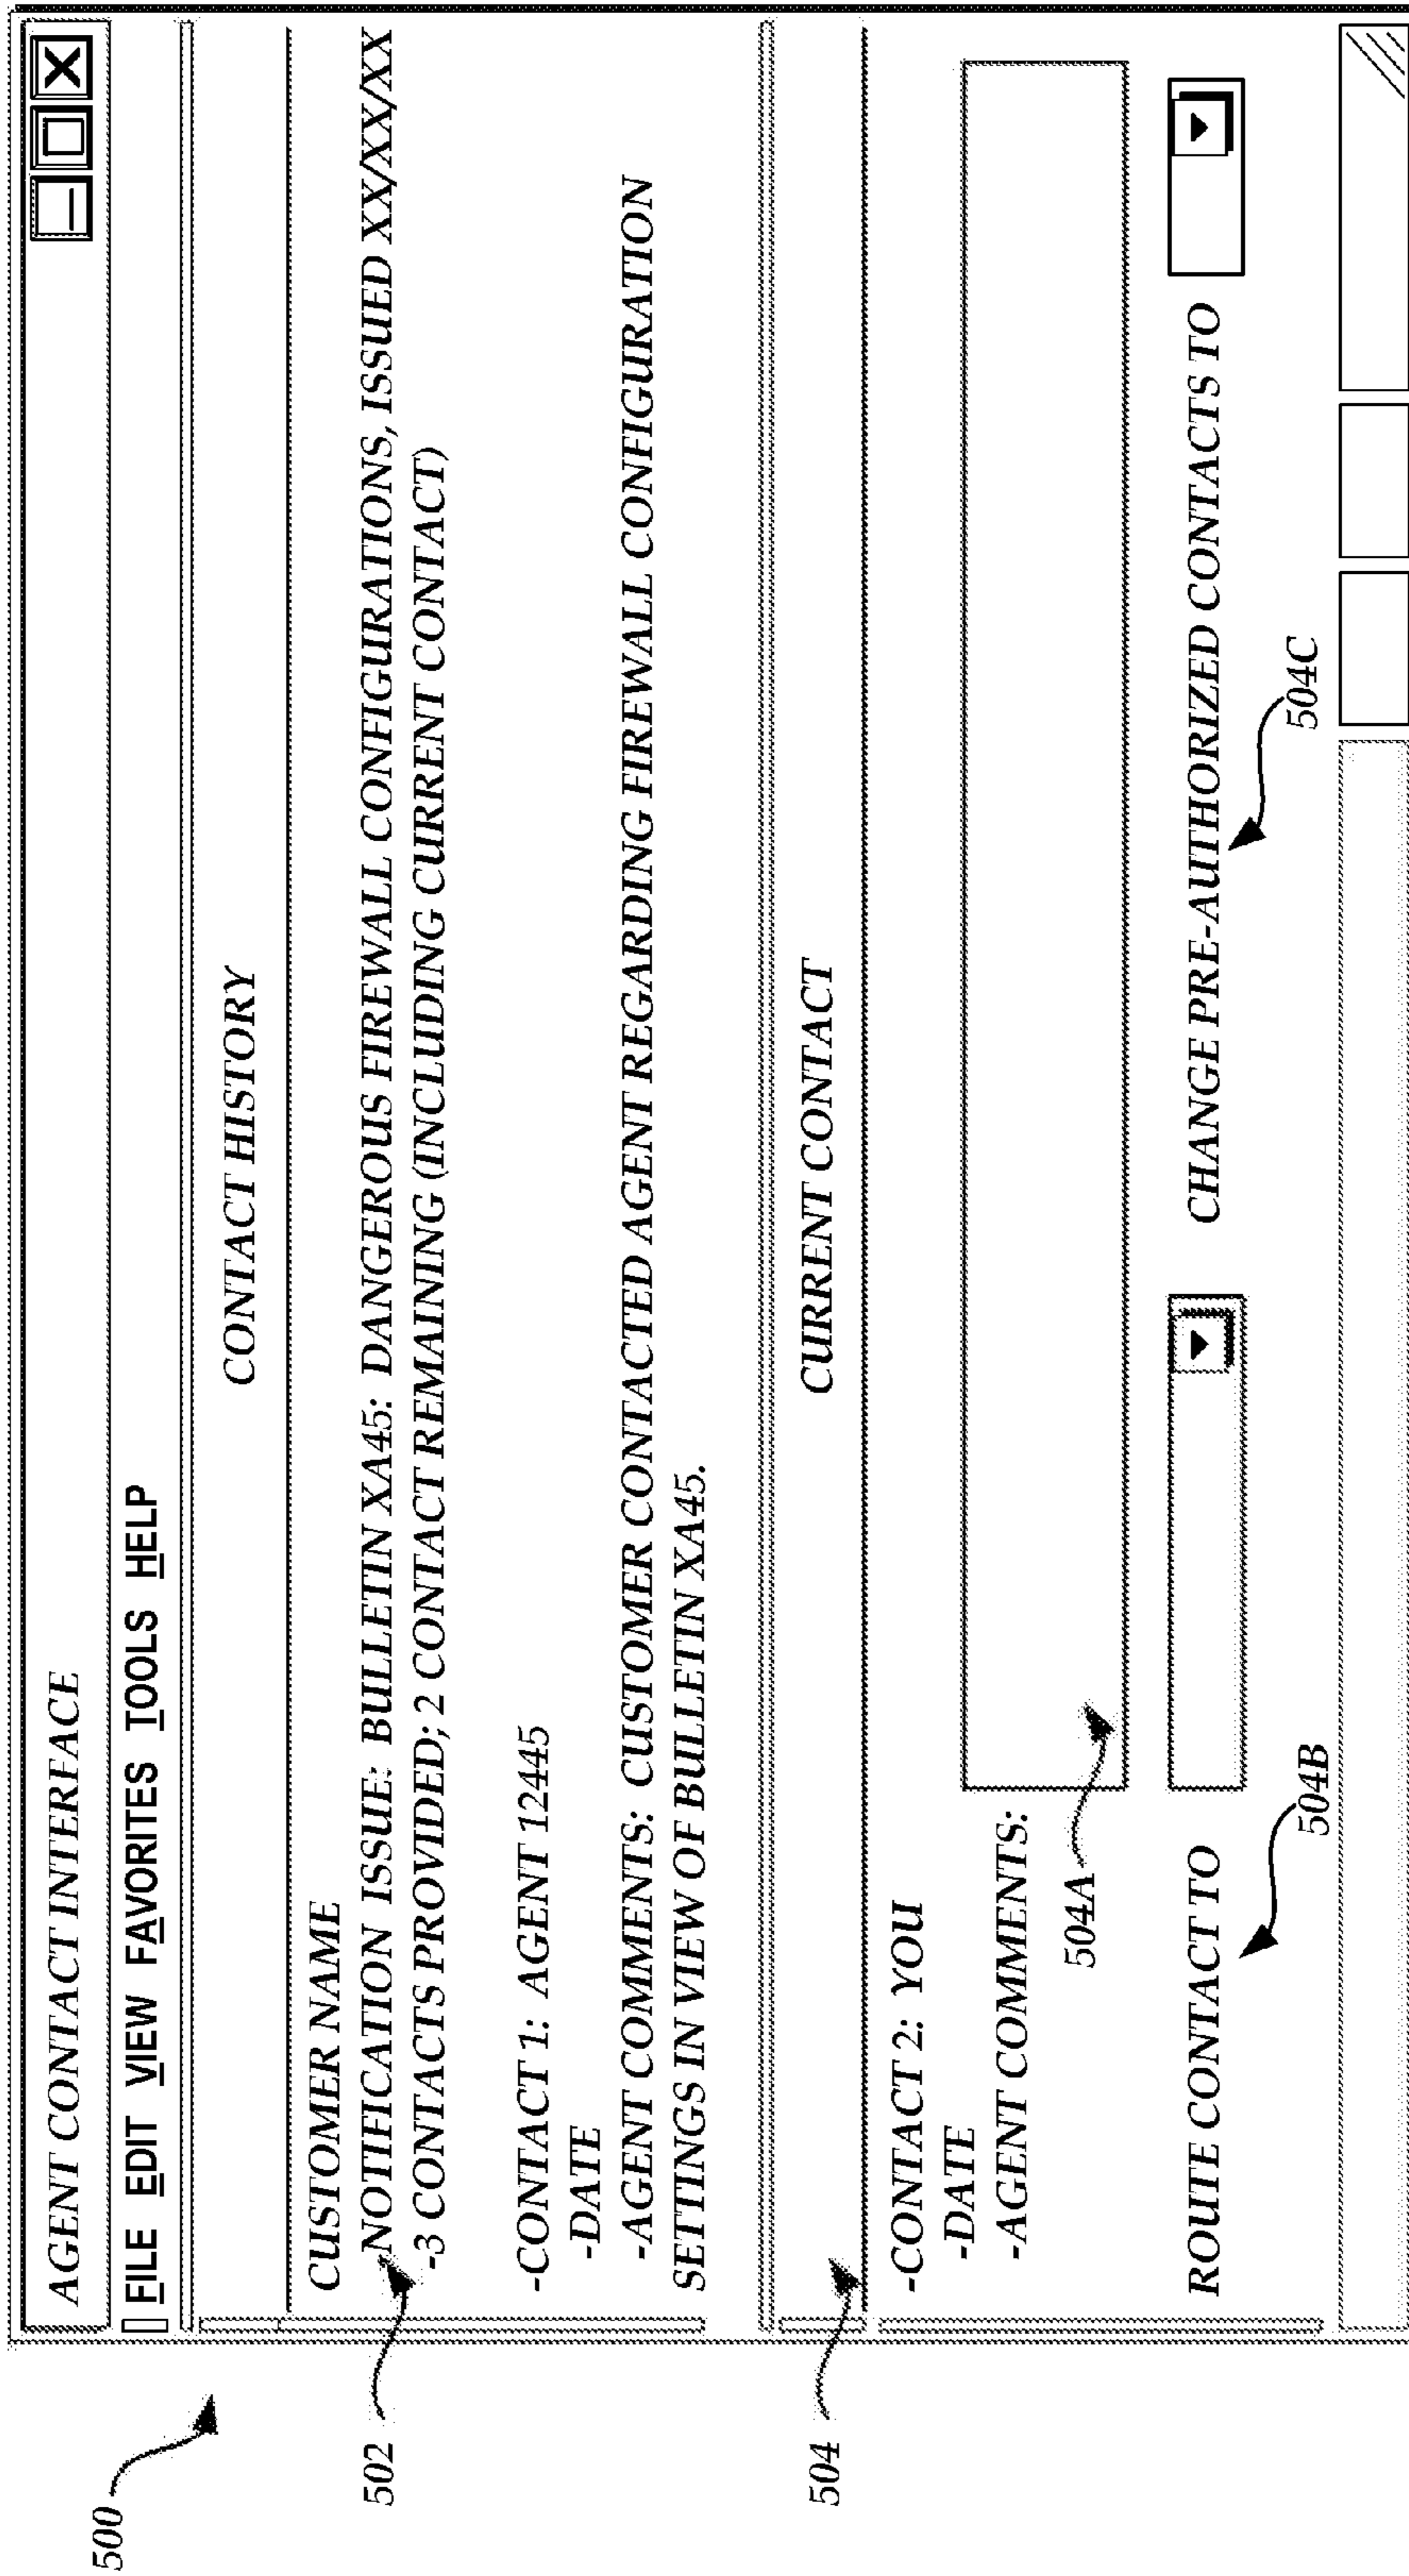 500
AGENT CONTACT INTERFACE
FILE EDIT VIEW FAVORITES TOOLS HELP
CONTACT HISTORY
CUSTOMER NAME
502
NOTIFICATION ISSUE: BULLETIN XA45: DANGEROUS FIREWALL CONFIGURATIONS, ISSUED XX/XX/XX
-3 CONTACTS PROVIDED; 2 CONTACT REMAINING (INCLUDING CURRENT CONTACT)
-CONTACT 1: AGENT 12445
-DATE
-AGENT COMMENTS: CUSTOMER CONTACTED AGENT REGARDING FIREWALL CONFIGURATION
SETTINGS IN VIEW OF BULLETIN XA45.
504
CURRENT CONTACT
-CONTACT 2: YOU
-DATE
-AGENT COMMENTS:
504A
ROUTE CONTACT TO
CHANGE PRE-AUTHORIZED CONTACTS TO
504B
504C